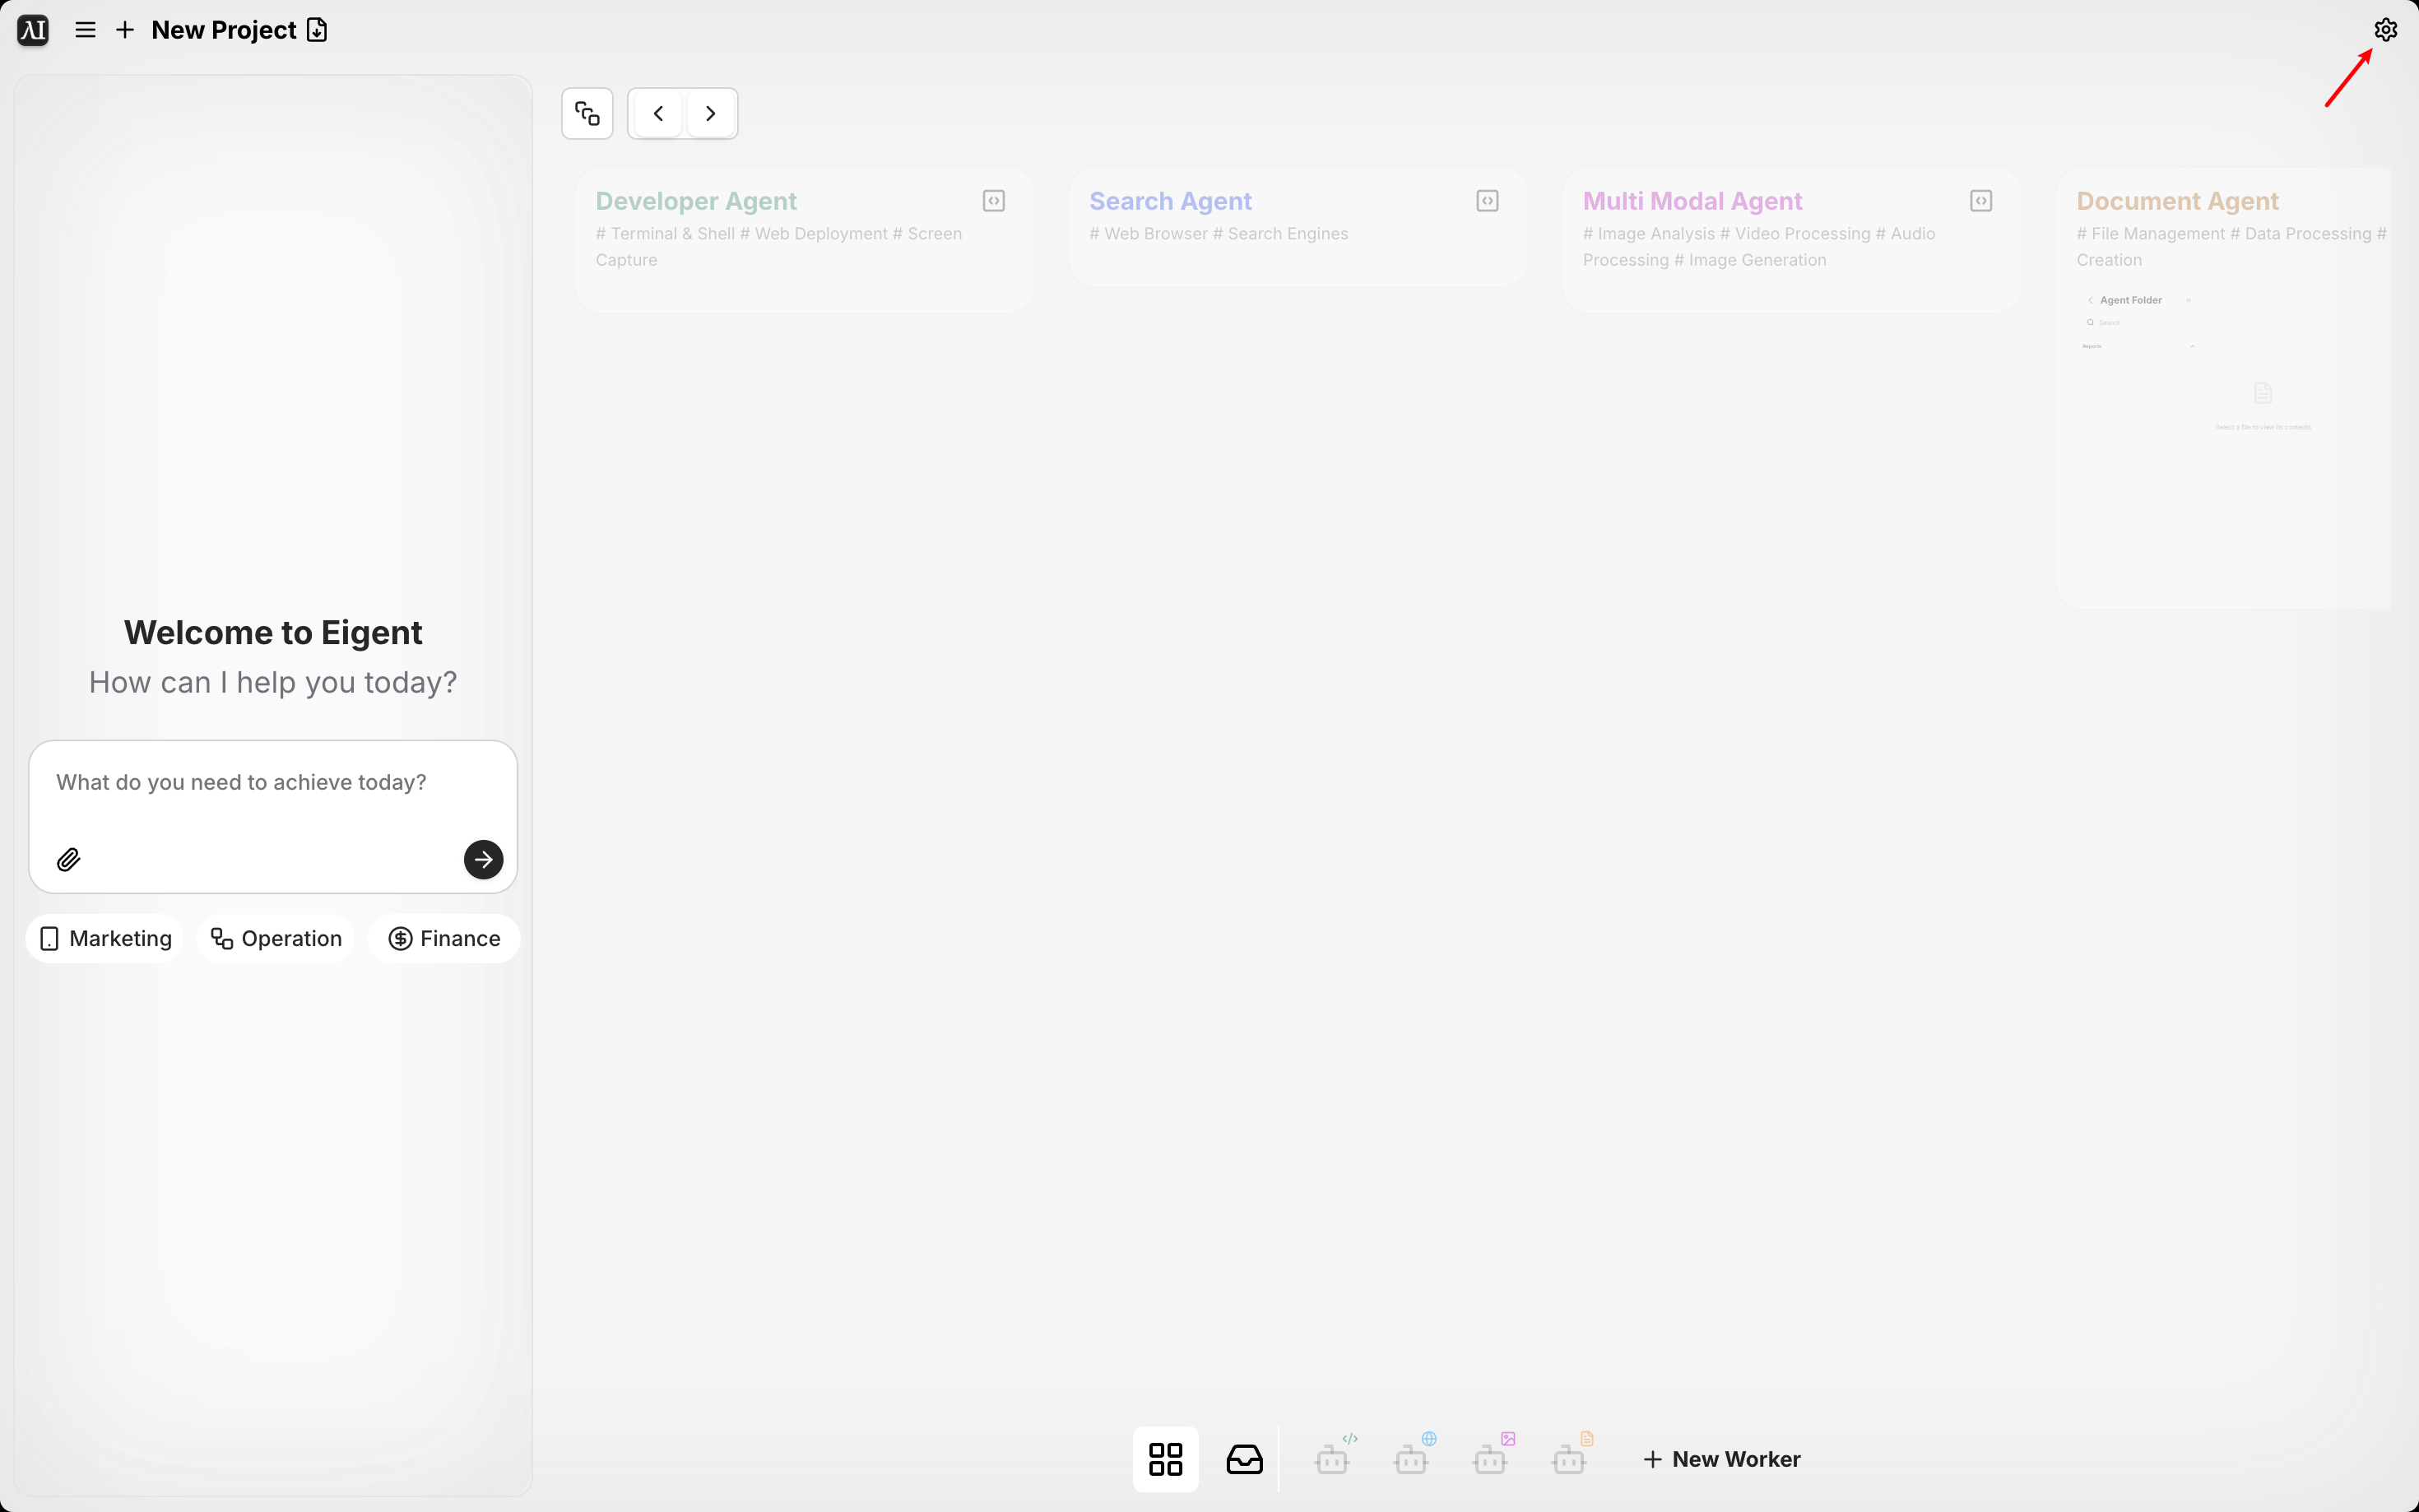 New Project
Developer Agent
# Terminal & Shell # Web Deployment # Screen
Capture
Search Agent
# Web Browser # Search Engines
Multi Modal Agent
# Image Analysis # Video Processing # Audio
Processing # Image Generation
Document Agent
# File Management # Data Processing #
Creation
Agent Folder
Search
Reports
Select a file to view its contents
Welcome to Eigent
How can I help you today?
What do you need to achieve today?
Marketing
Operation
Finance
New Worker